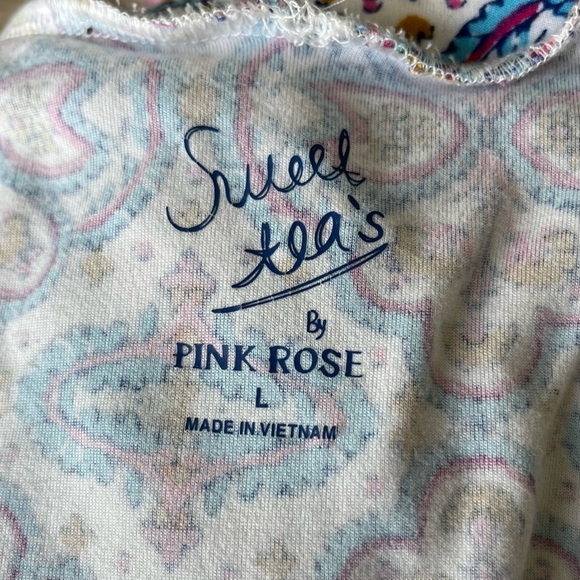 Sweet
tea's
By
PINK ROSE
L
MADE IN VIETNAM